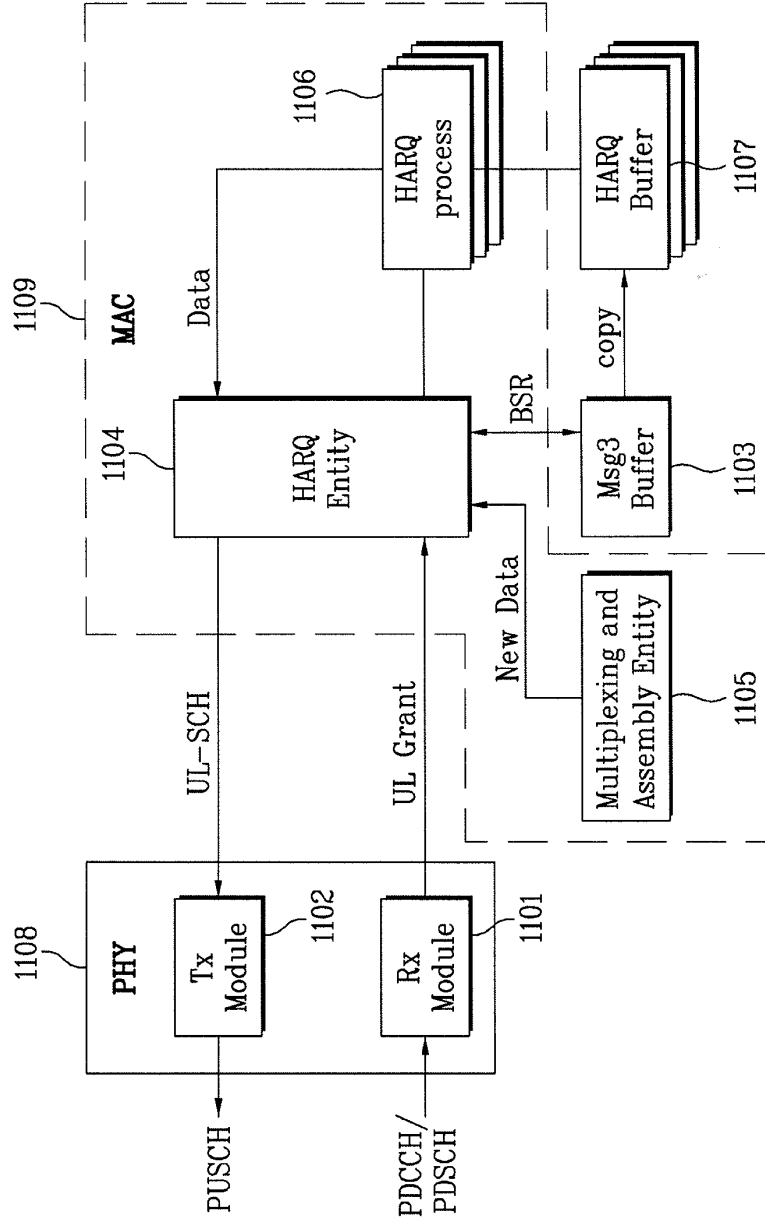 1108
PHY
PUSCH
Tx
Module
1102
PDCCH/
PDSCH
Rx
Module
1101
UL-SCH
UL Grant
1109
MAC
1104
HARQ
Entity
Data
1106
HARQ
process
New Data
BSR
Multiplexing and
Assembly Entity
1105
Msg3
Buffer
1103
copy
HARQ
Buffer
1107